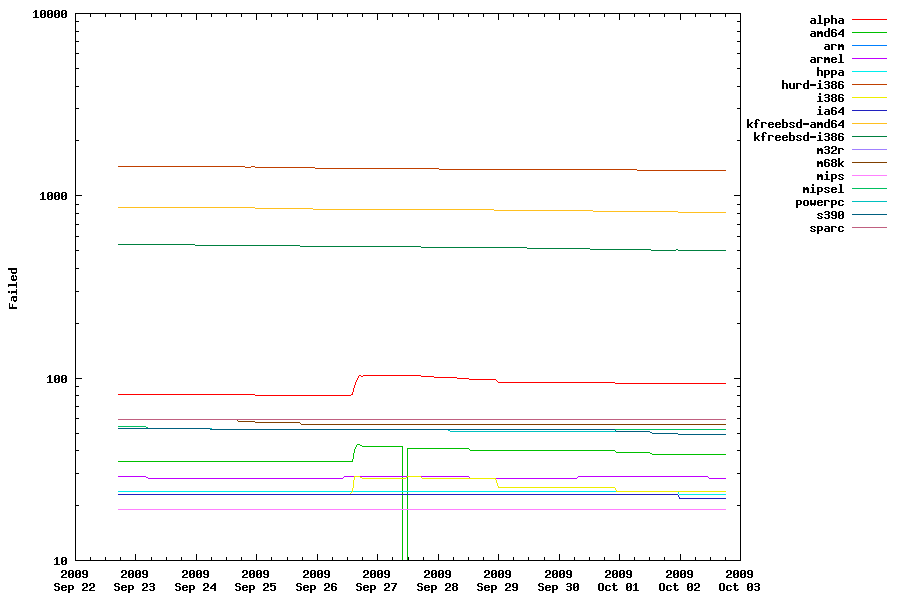 10000
1000
100
10
Failed
2009 2009 2009 2009 2009 2009 2009 2009 2009 2009 2009 2009
Sep 22 Sep 23 Sep 24 Sep 25 Sep 26 Sep 27 Sep 28 Sep 29 Sep 30 Oct 01 Oct 02 Oct 03
alpha
amd64
arm
armel
hppa
hurd-i386
i386
ia64
kfreebsd-amd64
kfreebsd-i386
m32r
m68k
mips
mipsel
powerpc
s390
sparc